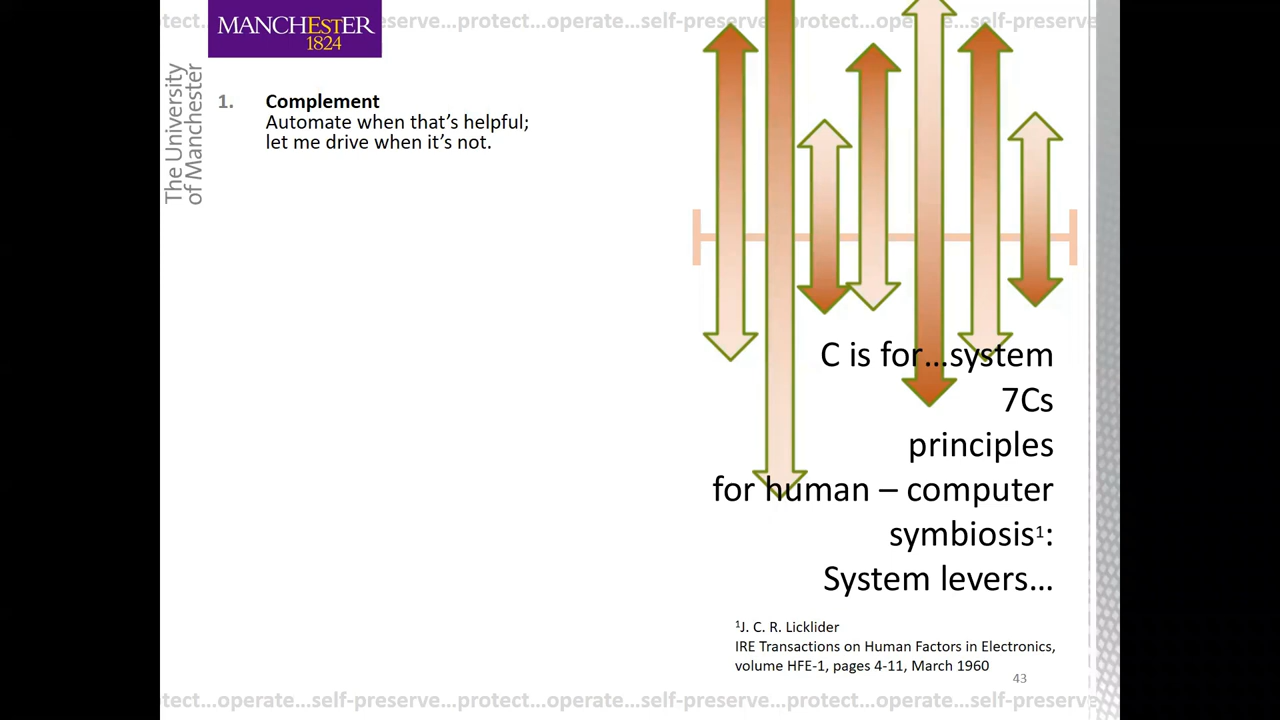 tect...operate...self-preserve...protect...operate...self-preserve...protect...operate...self-preserve
MANCHESTER
1824
The University
of Manchester
1. Complement
Automate when that's helpful;
let me drive when it's not.
C is for...system
7Cs
principles
for human – computer
symbiosis¹:
System levers...
¹J. C. R. Licklider
IRE Transactions on Human Factors in Electronics,
volume HFE-1, pages 4-11, March 1960
43
tect...operate...self-preserve...protect...operate...self-preserve...protect...operate...self-preserve